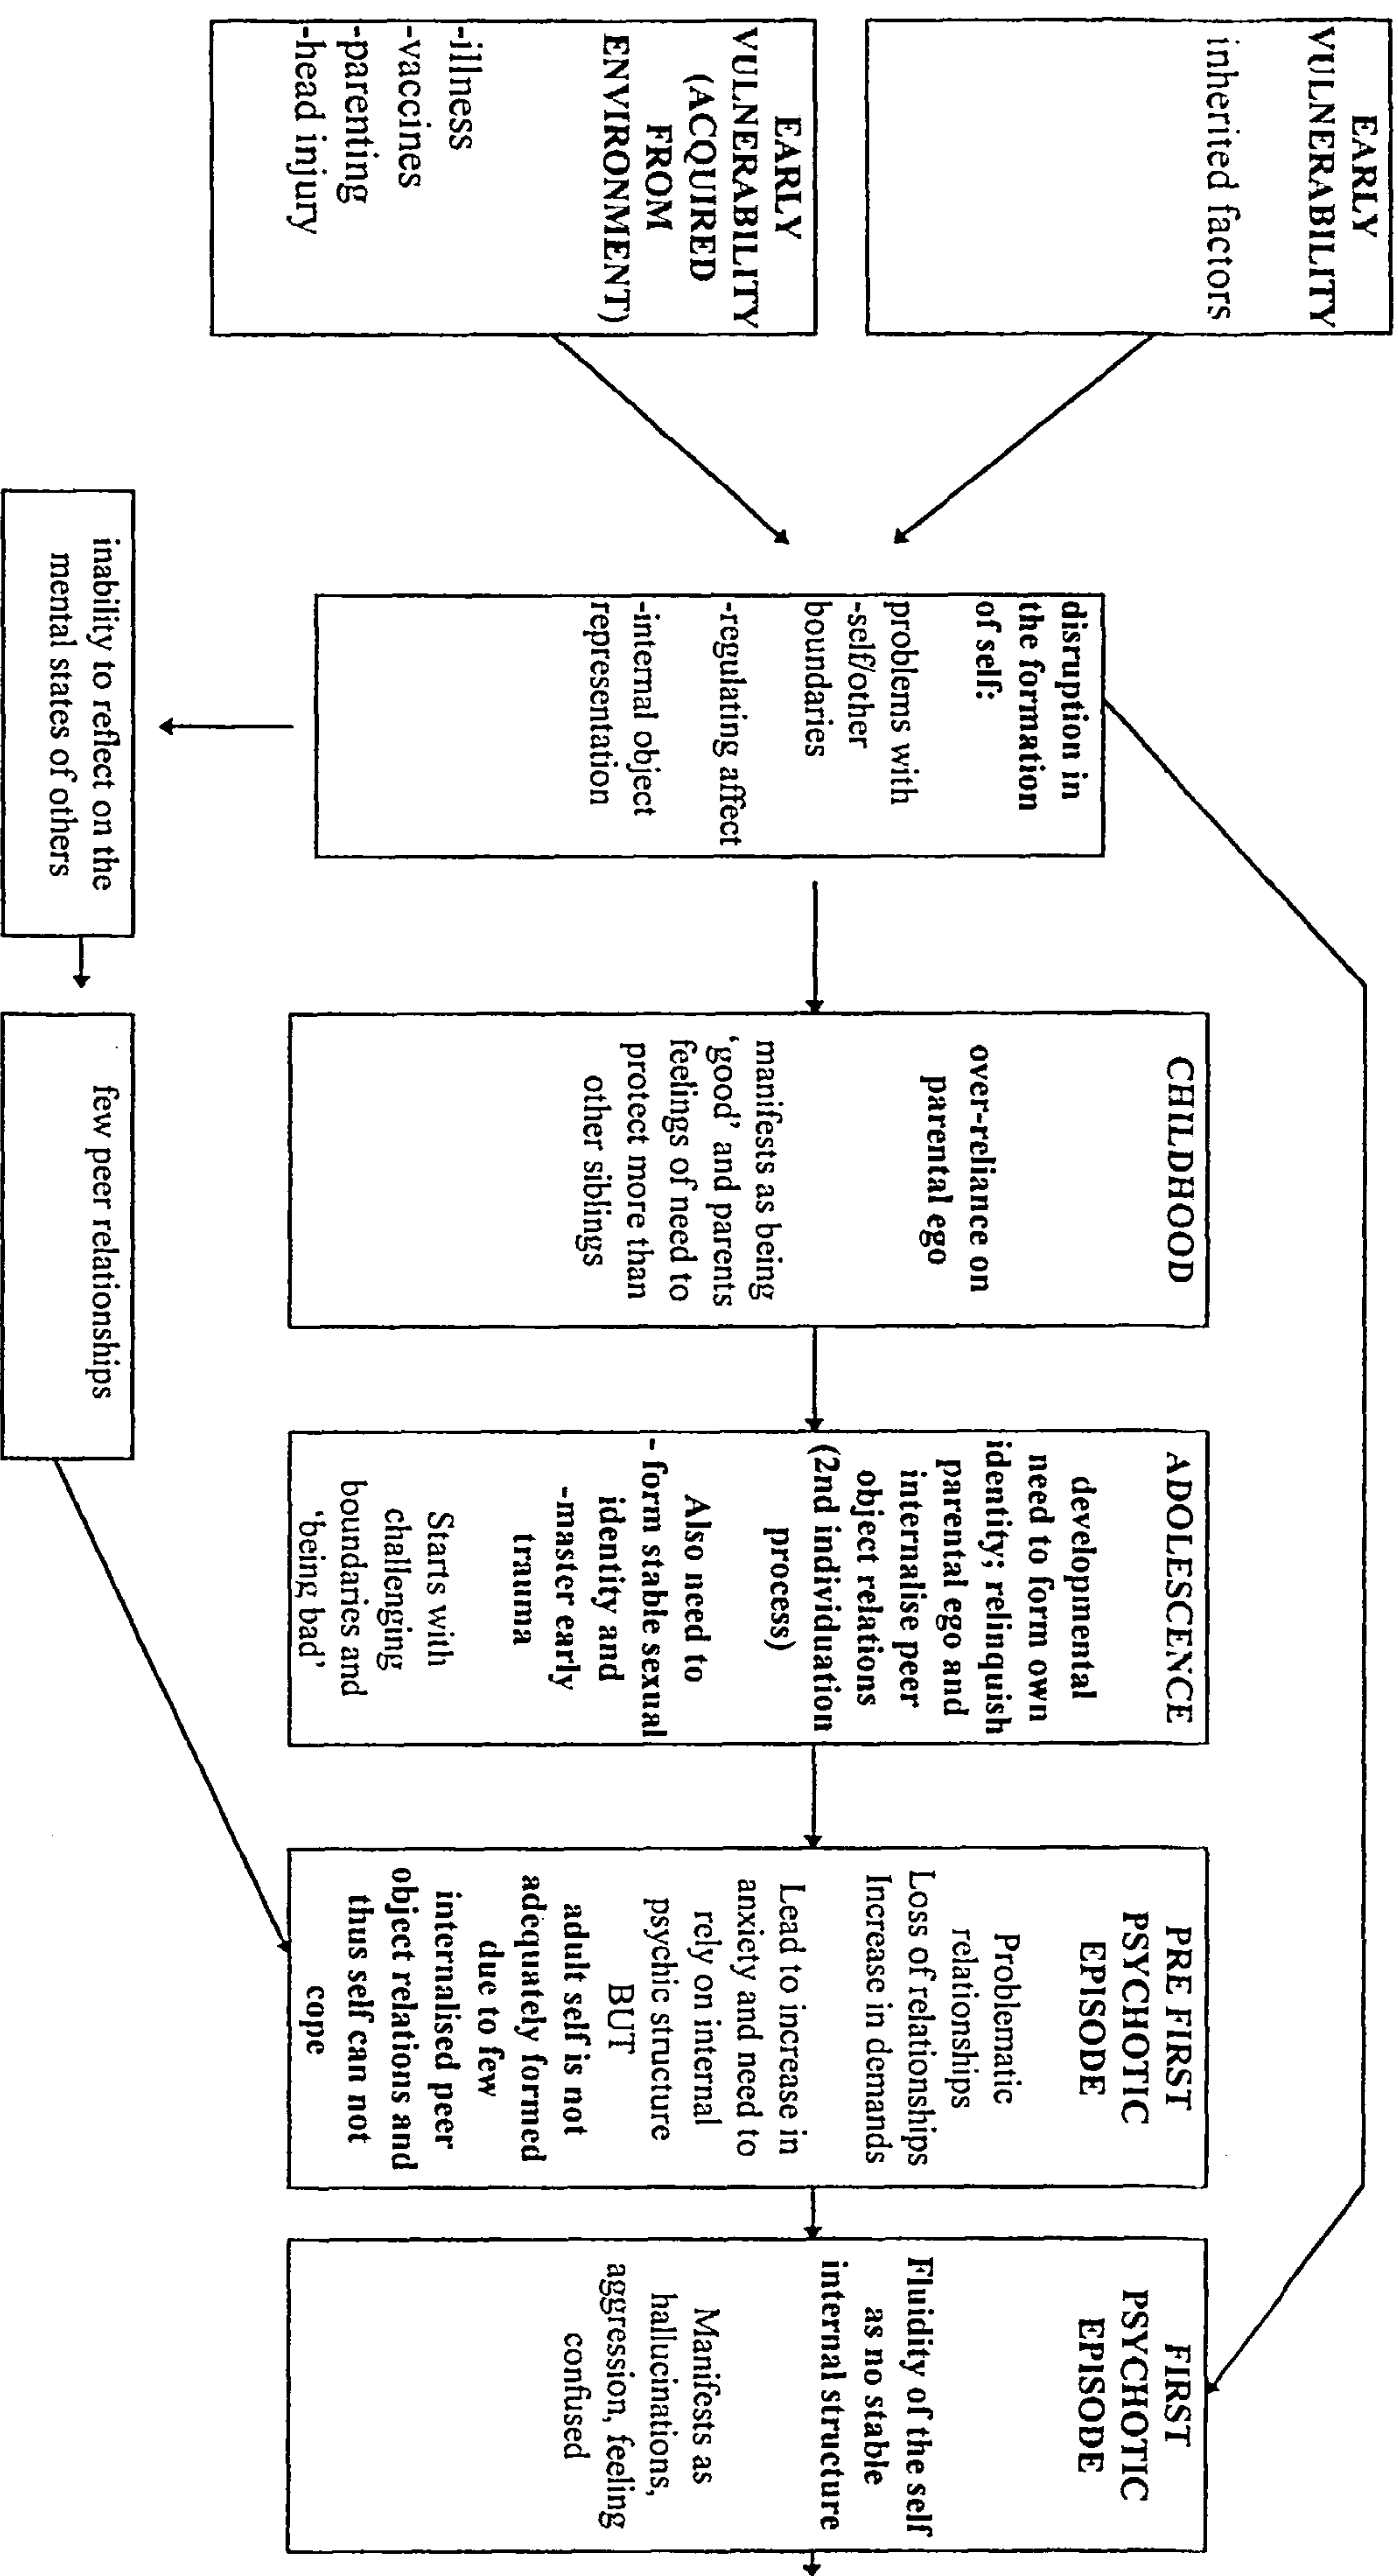 EARLY
VULNERABILITY
inherited factors
EARLY
VULNERABILITY
(ACQUIRED
FROM
ENVIRONMENT)
-illness
-vaccines
-parenting
-head injury
disruption in
the formation
of self:
problems with
-self/other
boundaries
-regulating affect
-internal object
representation
inability to reflect on the
mental states of others
few peer relationships
CHILDHOOD
over-reliance on
parental ego
manifests as being
'good' and parents
feelings of need to
protect more than
other siblings
ADOLESCENCE
developmental
need to form own
identity; relinquish
parental ego and
internalise peer
object relations
(2nd individuation
process)
Also need to
- form stable sexual
identity and
-master early
trauma
Starts with
challenging
boundaries and
'being bad'
PRE FIRST
PSYCHOTIC
EPISODE
Problematic
relationships
Loss of relationships
Increase in demands
Lead to increase in
anxiety and need to
rely on internal
psychic structure
BUT
adult self is not
adequately formed
due to few
internalised peer
object relations and
thus self can not
cope
FIRST
PSYCHOTIC
EPISODE
Fluidity of the self
as no stable
internal structure
Manifests as
hallucinations,
aggression, feeling
confused